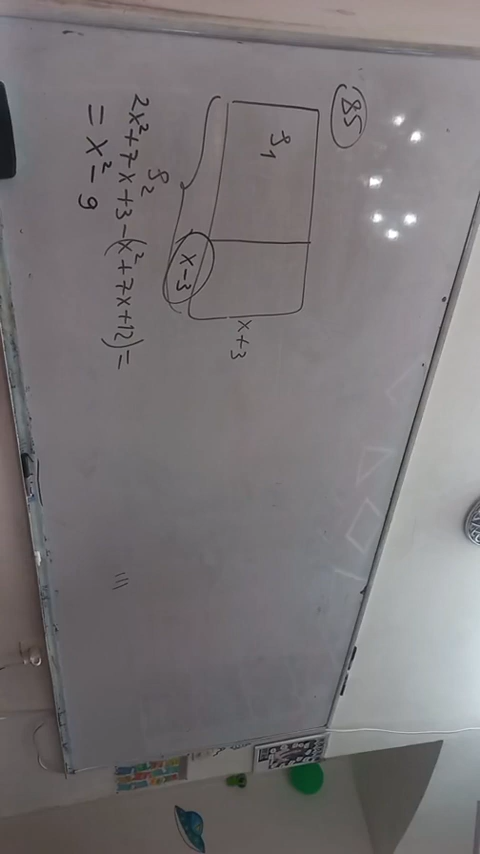 85
S₁
x-3
x+3
S₂
2x²+7x+3-(x²+7x+12)=
= x²-9